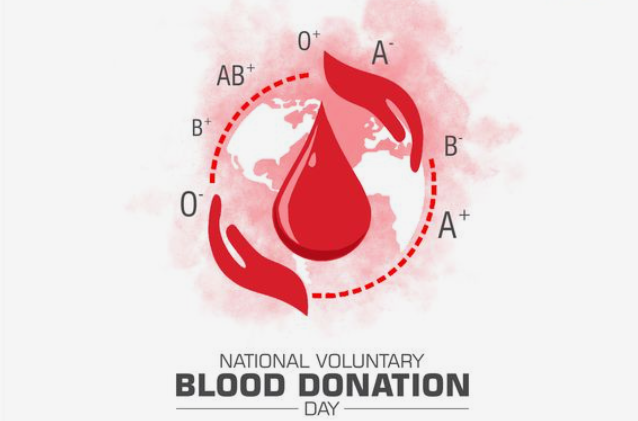 O+
A-
AB+
B+
B-
O-
A+
NATIONAL VOLUNTARY
BLOOD DONATION
DAY